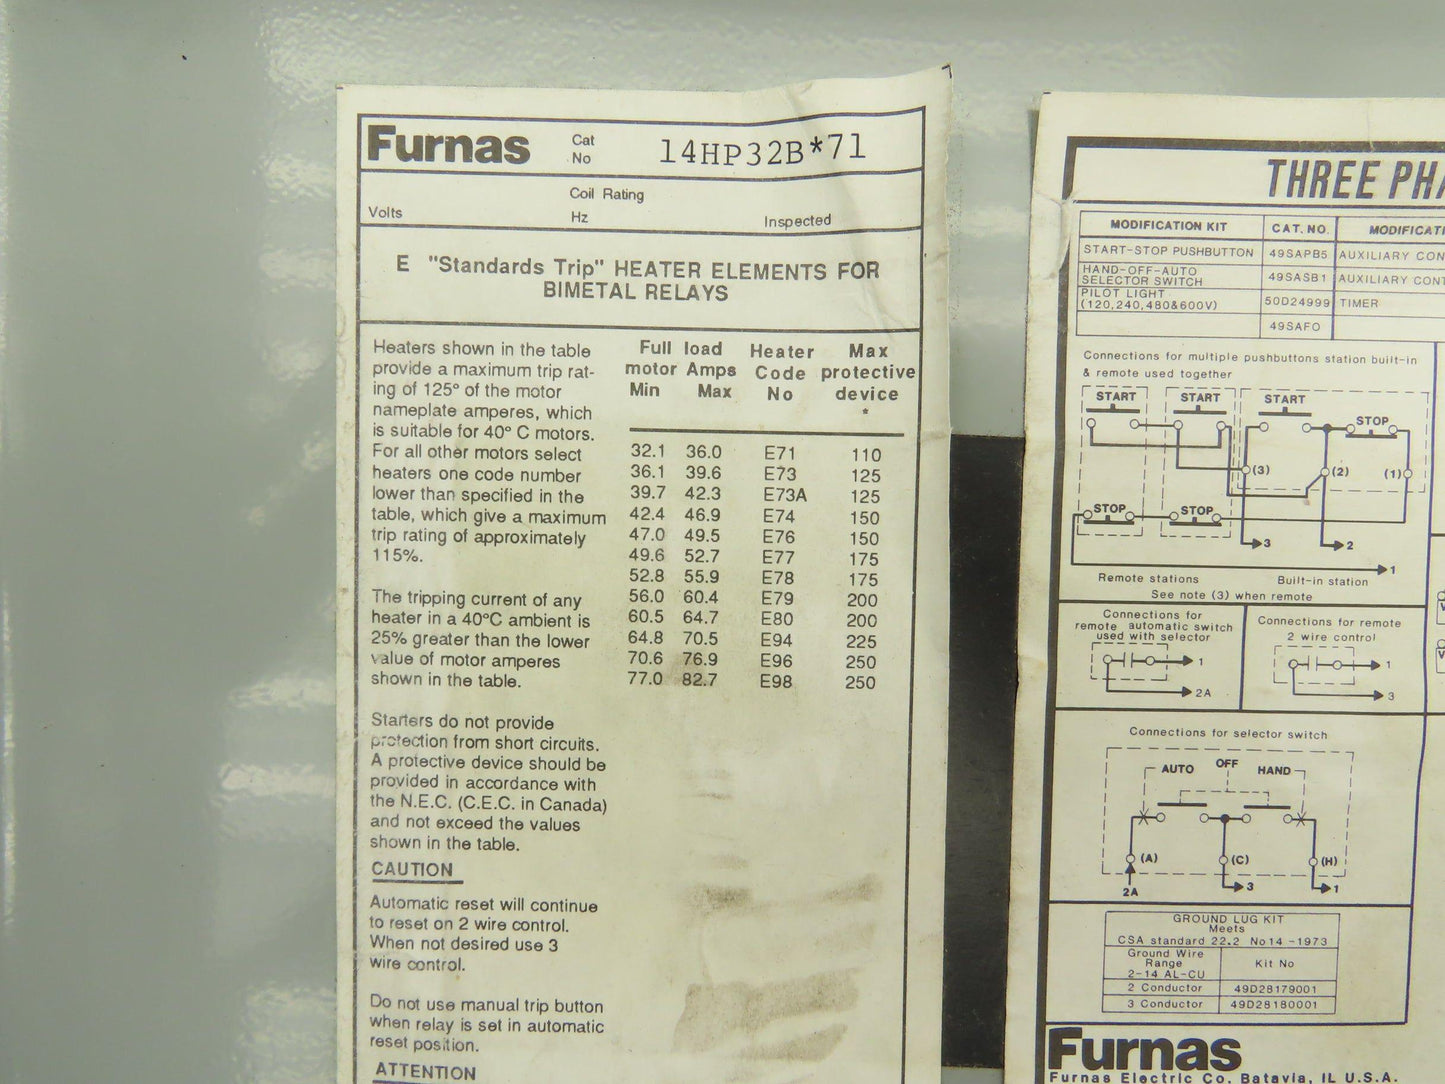 Furnas Cat No 14HP32B*71
Coil Rating
Volts Hz Inspected
E "Standards Trip" HEATER ELEMENTS FOR
BIMETAL RELAYS
Heaters shown in the table
provide a maximum trip rat-
ing of 125° of the motor
nameplate amperes, which
is suitable for 40° C motors.
For all other motors select
heaters one code number
lower than specified in the
table, which give a maximum
trip rating of approximately
115%.
The tripping current of any
heater in a 40°C ambient is
25% greater than the lower
value of motor amperes
shown in the table.
Starters do not provide
protection from short circuits.
A protective device should be
provided in accordance with
the N.E.C. (C.E.C. in Canada)
and not exceed the values
shown in the table.
CAUTION
Automatic reset will continue
to reset on 2 wire control.
When not desired use 3
wire control.
Do not use manual trip button
when relay is set in automatic
reset position.
ATTENTION
Full load Heater Max
motor Amps Code protective
Min Max No device
*
32.1 36.0 E71 110
36.1 39.6 E73 125
39.7 42.3 E73A 125
42.4 46.9 E74 150
47.0 49.5 E76 150
49.6 52.7 E77 175
52.8 55.9 E78 175
56.0 60.4 E79 200
60.5 64.7 E80 200
64.8 70.5 E94 225
70.6 76.9 E96 250
77.0 82.7 E98 250
THREE PHA
MODIFICATION KIT CAT. NO. MODIFICATI
START-STOP PUSHBUTTON 49SAPB5 AUXILIARY CON
HAND-OFF-AUTO
SELECTOR SWITCH 49SASB1 AUXILIARY CONT
PILOT LIGHT
(120,240,480&600V) 50D24999 TIMER
49SAFO
Connections for multiple pushbuttons station built-in
& remote used together
START START START
STOP
(3) (2) (1)
STOP STOP
3 2
1
Remote stations Built-in station
See note (3) when remote
Connections for
remote automatic switch
used with selector
1
2A
Connections for remote
2 wire control
1
3
Connections for selector switch
AUTO OFF HAND
(A) (C) (H)
2A 3 1
GROUND LUG KIT
Meets
CSA standard 22.2 No 14 -1973
Ground Wire
Range
2-14 AL-CU
Kit No
2 Conductor 49D28179001
3 Conductor 49D28180001
Furnas
Furnas Electric Co. Batavia, IL U.S.A.